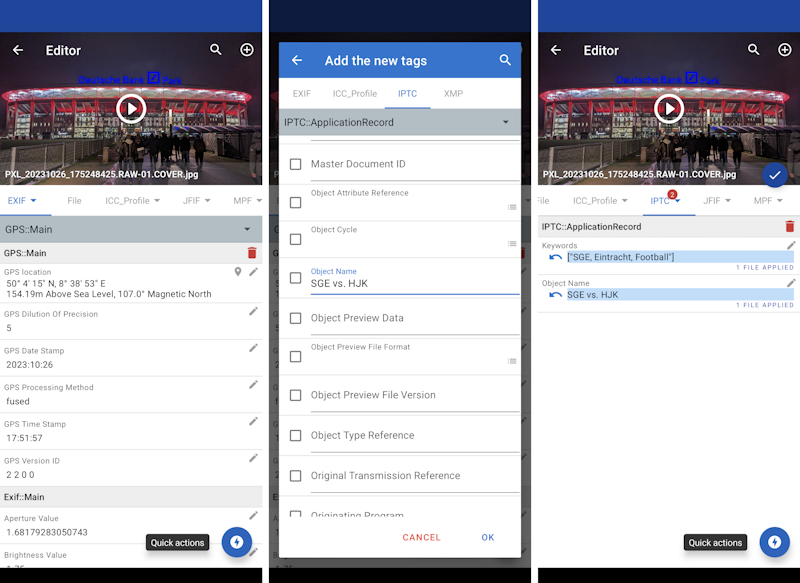 Editor
Deutsche Bank Park
PXL_20231026_175248425.RAW-01.COVER.jpg
EXIF File ICC_Profile JFIF MPF
GPS::Main
GPS::Main
GPS location
50° 4' 15" N, 8° 38' 53" E
154.19m Above Sea Level, 107.0° Magnetic North
GPS Dilution Of Precision
5
GPS Date Stamp
2023:10:26
GPS Processing Method
fused
GPS Time Stamp
17:51:57
GPS Version ID
2 2 0 0
Exif::Main
Aperture Value
1.68179283050743
Quick actions
Brightness Value
Add the new tags
EXIF ICC_Profile IPTC XMP
IPTC::ApplicationRecord
Master Document ID
Object Attribute Reference
Object Cycle
Object Name
SGE vs. HJK
Object Preview Data
Object Preview File Format
Object Preview File Version
Object Type Reference
Original Transmission Reference
Originating Program
CANCEL OK
Editor
Deutsche Bank Park
PXL_20231026_175248425.RAW-01.COVER.jpg
File ICC_Profile IPTC 2 JFIF MPF
IPTC::ApplicationRecord
Keywords
["SGE, Eintracht, Football"]
1 FILE APPLIED
Object Name
SGE vs. HJK
1 FILE APPLIED
Quick actions